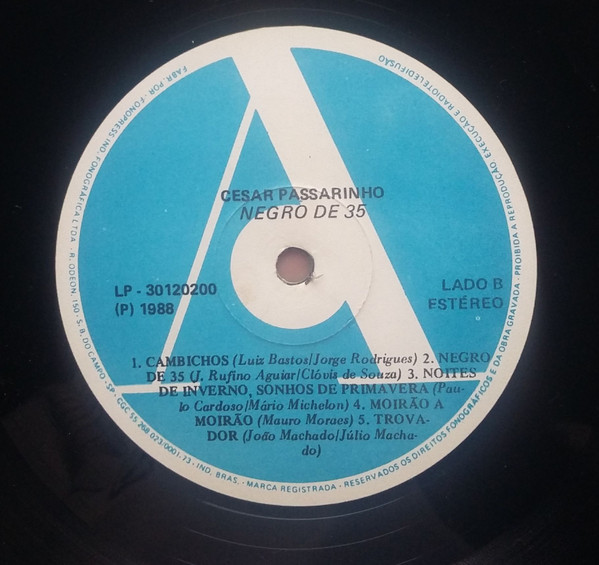 CESAR PASSARINHO
NEGRO DE 35
LP - 30120200
(P) 1988
LADO B
ESTÉREO
1. CAMBICHOS (Luiz Bastos/Jorge Rodrigues) 2. NEGRO
DE 35 (J. Rufino Aguiar/Clóvis de Souza) 3. NOITES
DE INVERNO, SONHOS DE PRIMAVERA (Pau-
lo Cardoso/Mário Michelon) 4. MOIRÃO A
MOIRÃO (Mauro Moraes) 5. TROVA-
DOR (João Machado/Júlio Macha-
do)
FABR. POR - FONOPRESS IND. FONOGRÁFICA LTDA - R. ODEON, 150 - S. B. DO CAMPO - SP - CGC 55 268 073/0001.73 - IND. BRAS. - MARCA REGISTRADA - RESERVADOS OS DIREITOS FONOGRÁFICOS E DA OBRA GRAVADA - PROIBIDA A REPRODUÇÃO, EXECUÇÃO E RADIOTELEDIFUSÃO